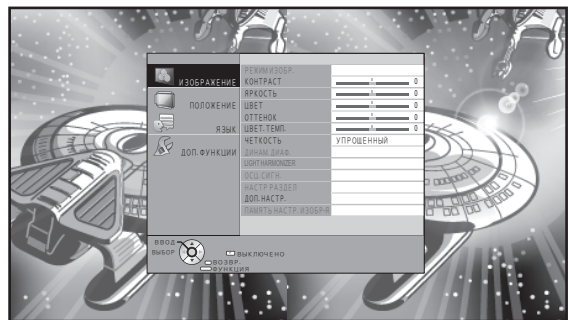 ИЗОБРАЖЕНИЕ
ПОЛОЖЕНИЕ
ЯЗЫК
ДОП.ФУНКЦИИ
РЕЖИМ ИЗОБР.
КОНТРАСТ 0
ЯРКОСТЬ 0
ЦВЕТ 0
ОТТЕНОК 0
ЦВЕТ. ТЕМП. 0
ЧЕТКОСТЬ УПРОЩЕННЫЙ
ДИНАМ. ДИАФ.
LIGHT HARMONIZER
ОСЦ. СИГН.
НАСТР РАЗДЕЛ
ДОП. НАСТР.
ПАМЯТЬ НАСТР. ИЗОБР-Я
ВВОД
ВЫБОР
ВЫКЛЮЧЕНО
ВОЗВР.
ФУНКЦИЯ